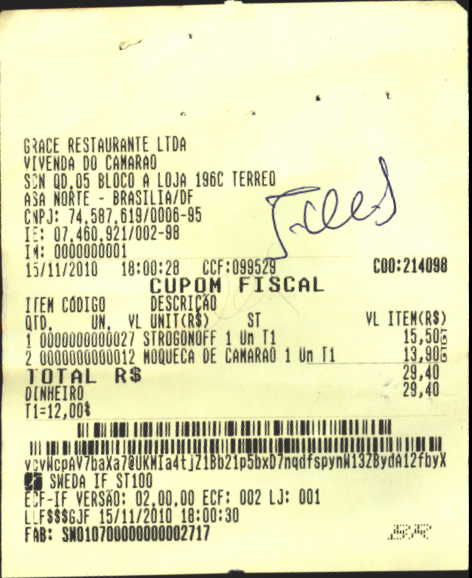 GRACE RESTAURANTE LTDA
VIVENDA DO CAMARAO
SCN QD,05 BLOCO A LOJA 196C TERREO
ASA NORTE - BRASILIA/DF
CNPJ: 74,587,619/0006-95
IE: 07,460,921/002-98
IM: 0000000001
15/11/2010 18:00:28 CCF:099529 COO:214098
CUPOM FISCAL
ITEM CODIGO DESCRIÇÃO
QTD. UN. VL UNIT(R$) ST VL ITEM(R$)
1 0000000000027 STROGONOFF 1 Un T1 15,50
2 0000000000012 MOQUECA DE CAMARAO 1 Un T1 13,90
TOTAL R$ 29,40
DINHEIRO 29,40
T1=12,00%
SWEDA IF ST100
ECF-IF VERSÃO: 02,00,00 ECF: 002 LJ: 001
15/11/2010 18:00:30
FAB: SW010700000000002717
BR